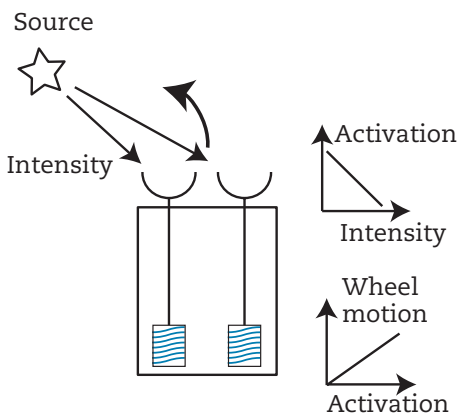 Source
Intensity
Activation
Intensity
Wheel
motion
Activation